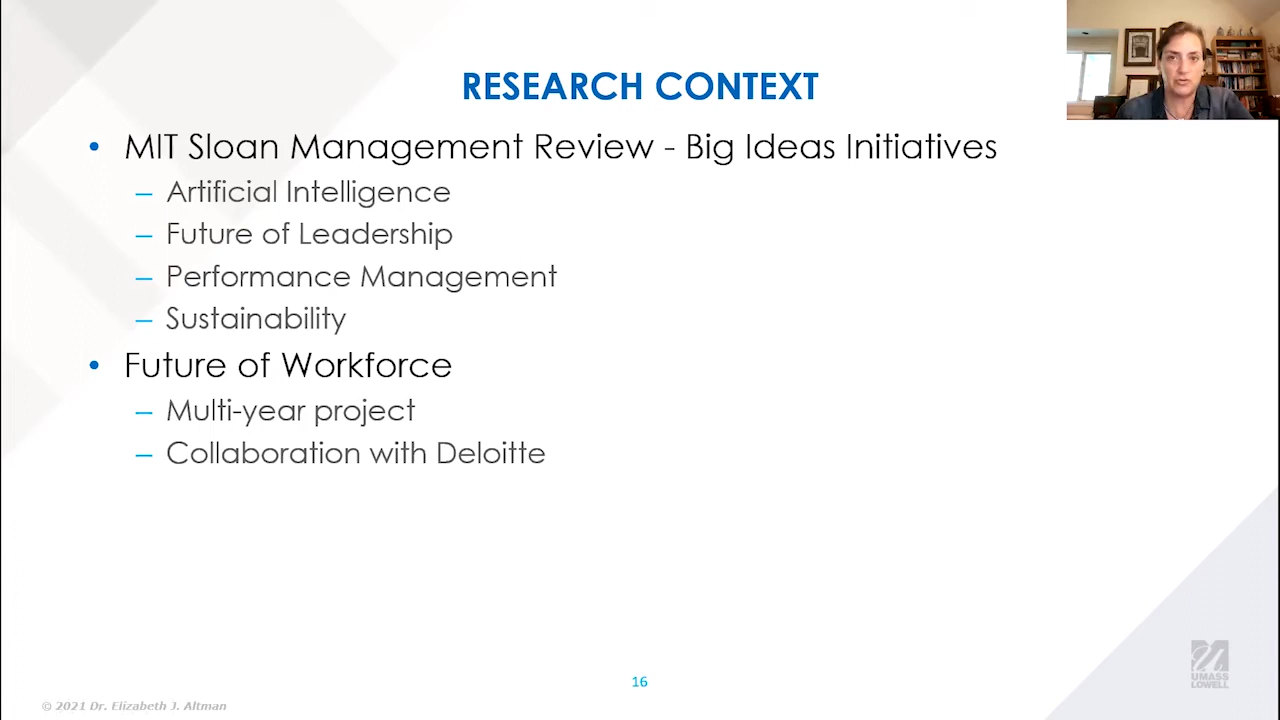 RESEARCH CONTEXT
• MIT Sloan Management Review - Big Ideas Initiatives
– Artificial Intelligence
– Future of Leadership
– Performance Management
– Sustainability
• Future of Workforce
– Multi-year project
– Collaboration with Deloitte
16
© 2021 Dr. Elizabeth J. Altman
UMASS
LOWELL